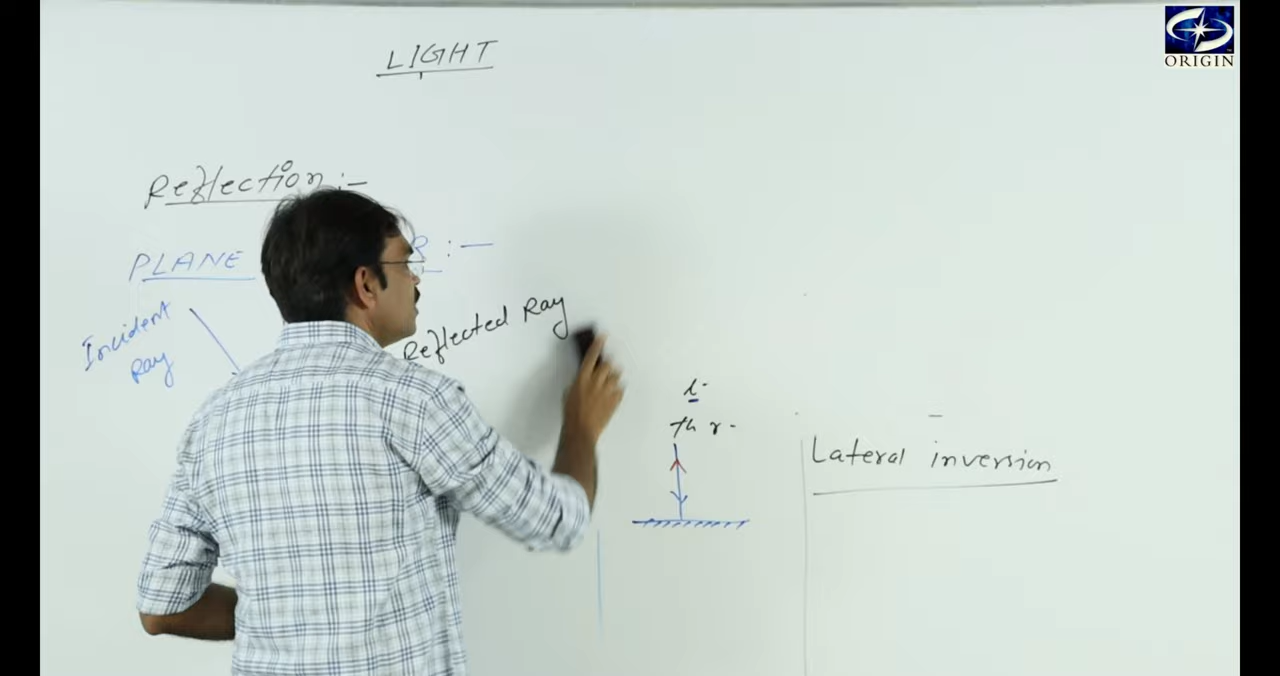 ORIGIN
LIGHT
Reflection :-
PLANE R :-
Incident
Ray
Reflected Ray
Lateral inversion